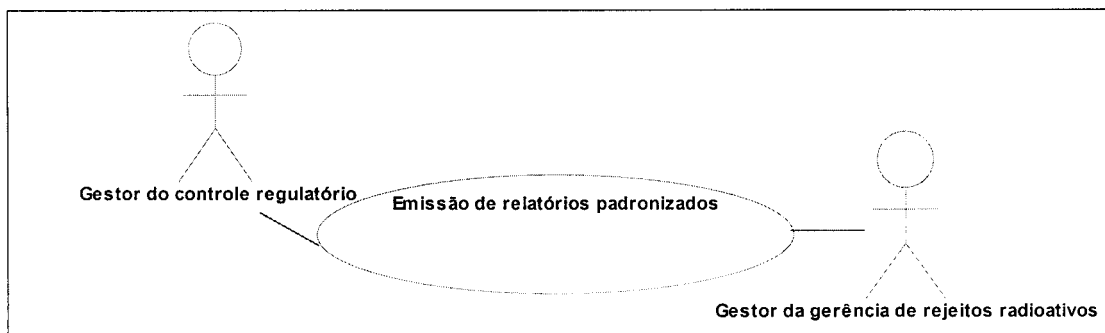 Gestor do controle regulatório
Emissão de relatórios padronizados
Gestor da gerência de rejeitos radioativos